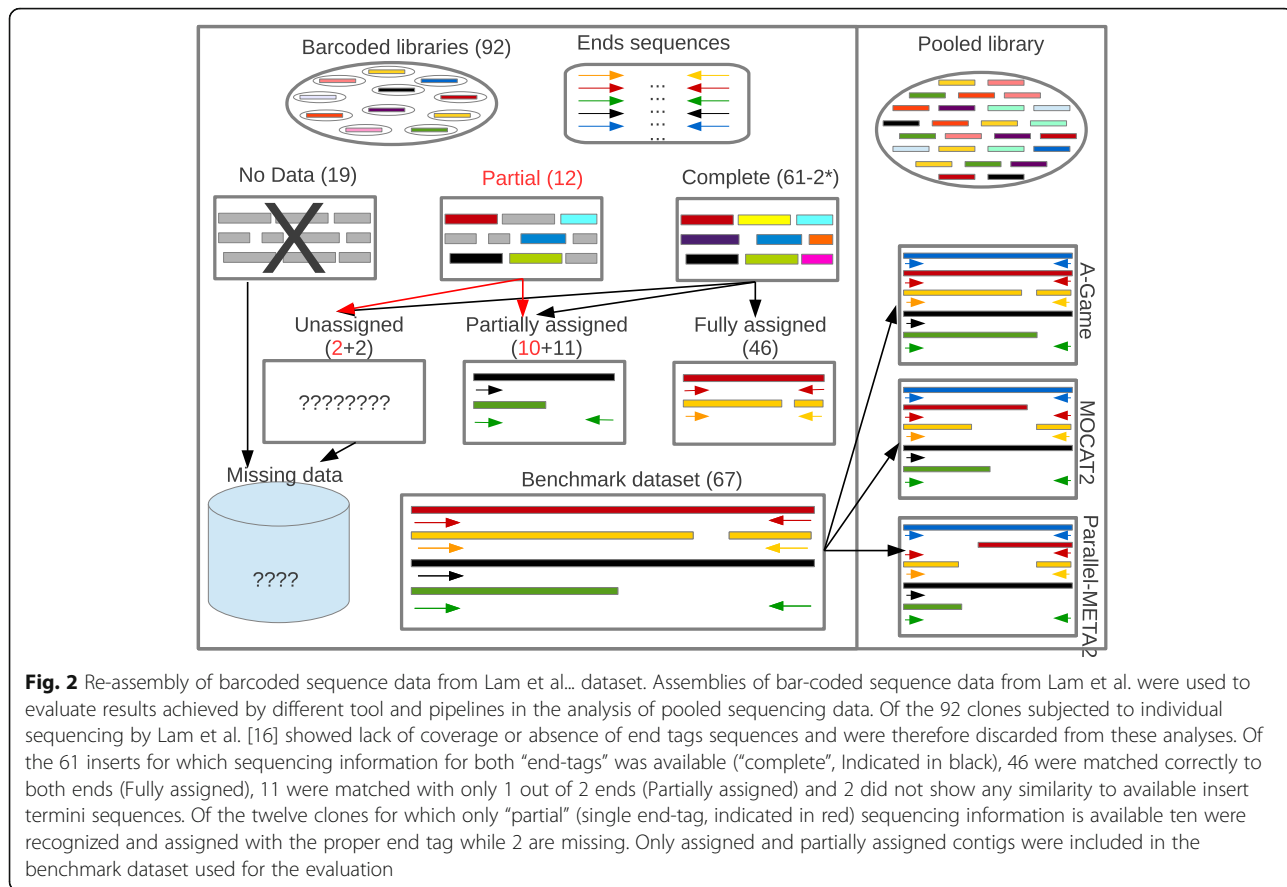 Barcoded libraries (92)
Ends sequences
Pooled library
...
...
...
...
...
...
...
...
...
...
No Data (19)
Partial (12)
Complete (61-2*)
Unassigned
(2+2)
Partially assigned
(10+11)
Fully assigned
(46)
????????
Missing data
????
Benchmark dataset (67)
A-Game
MOCAT2
Parallel-META2
Fig. 2 Re-assembly of barcoded sequence data from Lam et al... dataset. Assemblies of bar-coded sequence data from Lam et al. were used to
evaluate results achieved by different tool and pipelines in the analysis of pooled sequencing data. Of the 92 clones subjected to individual
sequencing by Lam et al. [16] showed lack of coverage or absence of end tags sequences and were therefore discarded from these analyses. Of
the 61 inserts for which sequencing information for both “end-tags” was available (“complete”, Indicated in black), 46 were matched correctly to
both ends (Fully assigned), 11 were matched with only 1 out of 2 ends (Partially assigned) and 2 did not show any similarity to available insert
termini sequences. Of the twelve clones for which only “partial” (single end-tag, indicated in red) sequencing information is available ten were
recognized and assigned with the proper end tag while 2 are missing. Only assigned and partially assigned contigs were included in the
benchmark dataset used for the evaluation